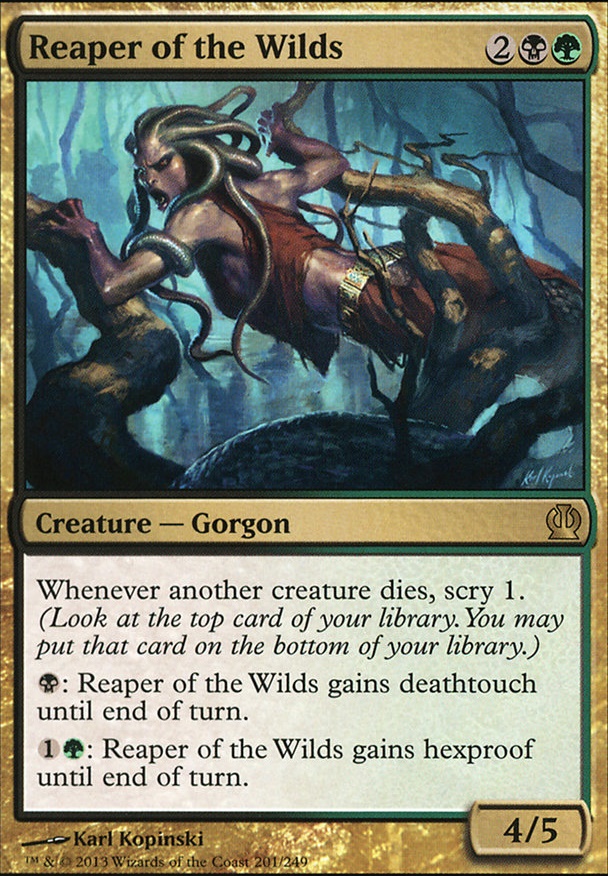 Reaper of the Wilds 2
Creature — Gorgon
Whenever another creature dies, scry 1.
(Look at the top card of your library. You may
put that card on the bottom of your library.)
: Reaper of the Wilds gains deathtouch
until end of turn.
1 : Reaper of the Wilds gains hexproof
until end of turn.
4/5
Karl Kopinski
™ & © 2013 Wizards of the Coast 201/249